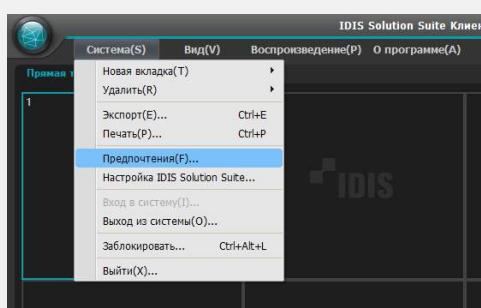 IDIS Solution Suite Клиен
Система(S) Вид(V) Воспроизведение(P) О программе(A)
Прямая т
Новая вкладка(T)
Удалить(R)
1
Экспорт(E)... Ctrl+E
Печать(P)... Ctrl+P
Предпочтения(F)...
Настройка IDIS Solution Suite...
IDIS
Вход в систему(I)...
Выход из системы(O)...
Заблокировать... Ctrl+Alt+L
Выйти(X)...